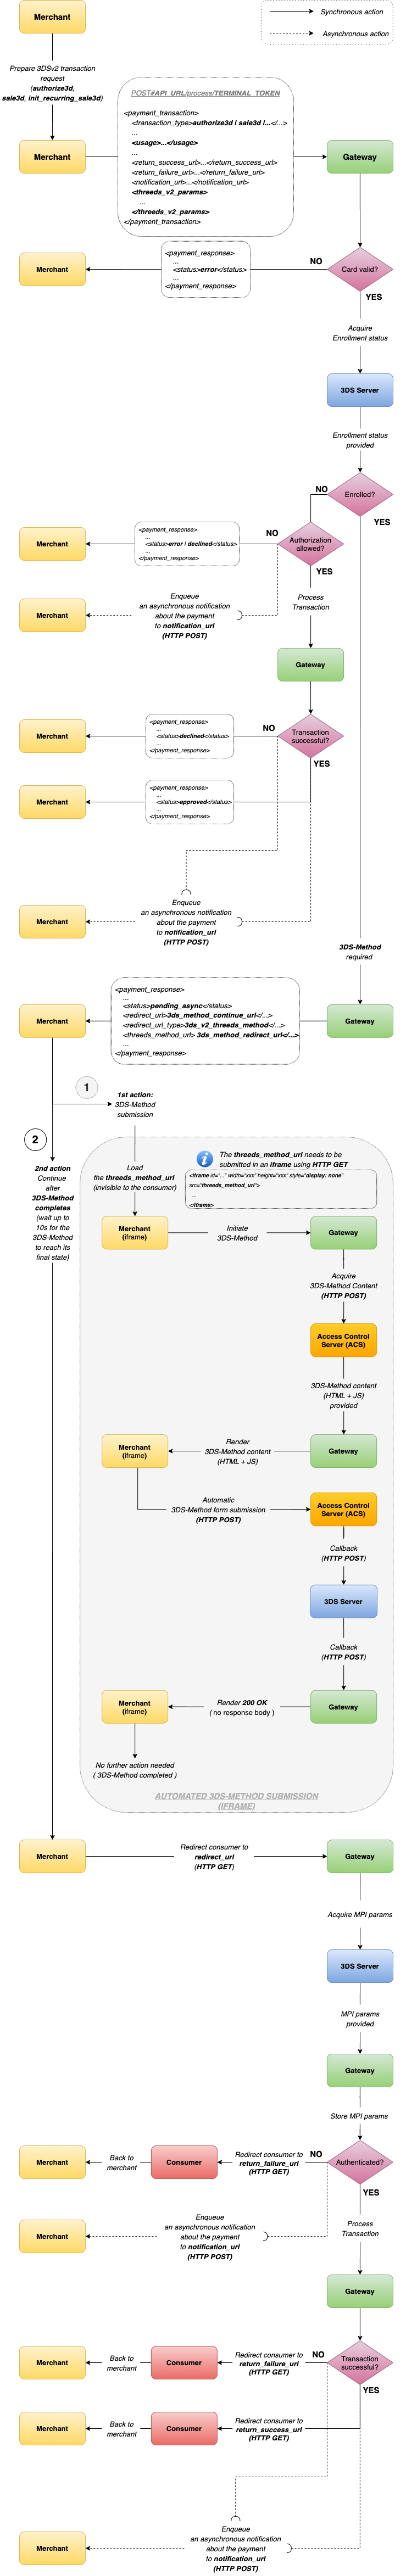 Merchant
Synchronous action
Asynchronous action
Prepare 3DSv2 transaction
request
(authorize3d,
sale3d, init_recurring_sale3d)
POST#API_URL/process/TERMINAL_TOKEN
<payment_transaction>
<transaction_type>authorize3d | sale3d |...</...>
...
<usage>...</usage>
...
<return_success_url>...</return_success_url>
<return_failure_url>...</return_failure_url>
<notification_url>...</notification_url>
<threeds_v2_params>
...
</threeds_v2_params>
</payment_transaction>
Merchant
Gateway
<payment_response>
...
<status>error</status>
...
</payment_response>
Merchant
NO
Card valid?
YES
Acquire
Enrollment status
3DS Server
Enrollment status
provided
NO
Enrolled?
YES
<payment_response>
...
<status>error | declined</status>
...
</payment_response>
Merchant
NO
Authorization
allowed?
YES
Enqueue
an asynchronous notification
about the payment
to notification_url
(HTTP POST)
Merchant
Process
Transaction
Gateway
<payment_response>
...
<status>declined</status>
...
</payment_response>
Merchant
NO
Transaction
successful?
YES
<payment_response>
...
<status>approved</status>
...
</payment_response>
Merchant
Enqueue
an asynchronous notification
about the payment
to notification_url
(HTTP POST)
Merchant
3DS-Method
required
<payment_response>
...
<status>pending_async</status>
<redirect_url>3ds_method_continue_url</...>
<redirect_url_type>3ds_v2_threeds_method</...>
<threeds_method_url> 3ds_method_redirect_url</...>
...
</payment_response>
Merchant
Gateway
1
1st action:
3DS-Method
submission
2
2nd action
Continue
after
3DS-Method
completes
(wait up to
10s for the
3DS-Method
to reach its
final state)
Load
the threeds_method_url
(invisible to the consumer)
i
The threeds_method_url needs to be
submitted in an iframe using HTTP GET
<iframe id="..." width="xxx" height="xxx" style="display: none"
src="threeds_method_url">
...
</iframe>
Merchant
(iframe)
Initiate
3DS-Method
Gateway
Acquire
3DS-Method Content
(HTTP POST)
Access Control
Server (ACS)
3DS-Method content
(HTML + JS)
provided
Merchant
(iframe)
Render
3DS-Method content
(HTML + JS)
Gateway
Automatic
3DS-Method form submission
(HTTP POST)
Access Control
Server (ACS)
Callback
(HTTP POST)
3DS Server
Callback
(HTTP POST)
Merchant
(iframe)
Render 200 OK
( no response body )
Gateway
No further action needed
( 3DS-Method completed )
AUTOMATED 3DS-METHOD SUBMISSION
(IFRAME)
Merchant
Redirect consumer to
redirect_url
(HTTP GET)
Gateway
Acquire MPI params
3DS Server
MPI params
provided
Gateway
Store MPI params
Merchant
Back to
merchant
Consumer
Redirect consumer to
return_failure_url
(HTTP GET)
NO
Authenticated?
YES
Enqueue
an asynchronous notification
about the payment
to notification_url
(HTTP POST)
Merchant
Process
Transaction
Gateway
Merchant
Back to
merchant
Consumer
Redirect consumer to
return_failure_url
(HTTP GET)
NO
Transaction
successful?
YES
Merchant
Back to
merchant
Consumer
Redirect consumer to
return_success_url
(HTTP GET)
Enqueue
an asynchronous notification
about the payment
to notification_url
(HTTP POST)
Merchant